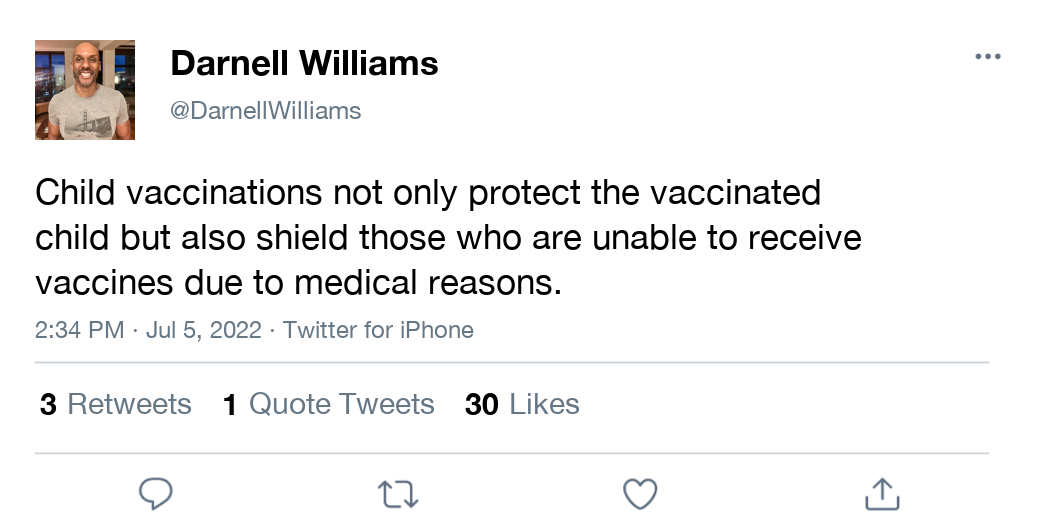 Darnell Williams
@DarnellWilliams
Child vaccinations not only protect the vaccinated
child but also shield those who are unable to receive
vaccines due to medical reasons.
2:34 PM · Jul 5, 2022 · Twitter for iPhone
3 Retweets 1 Quote Tweets 30 Likes